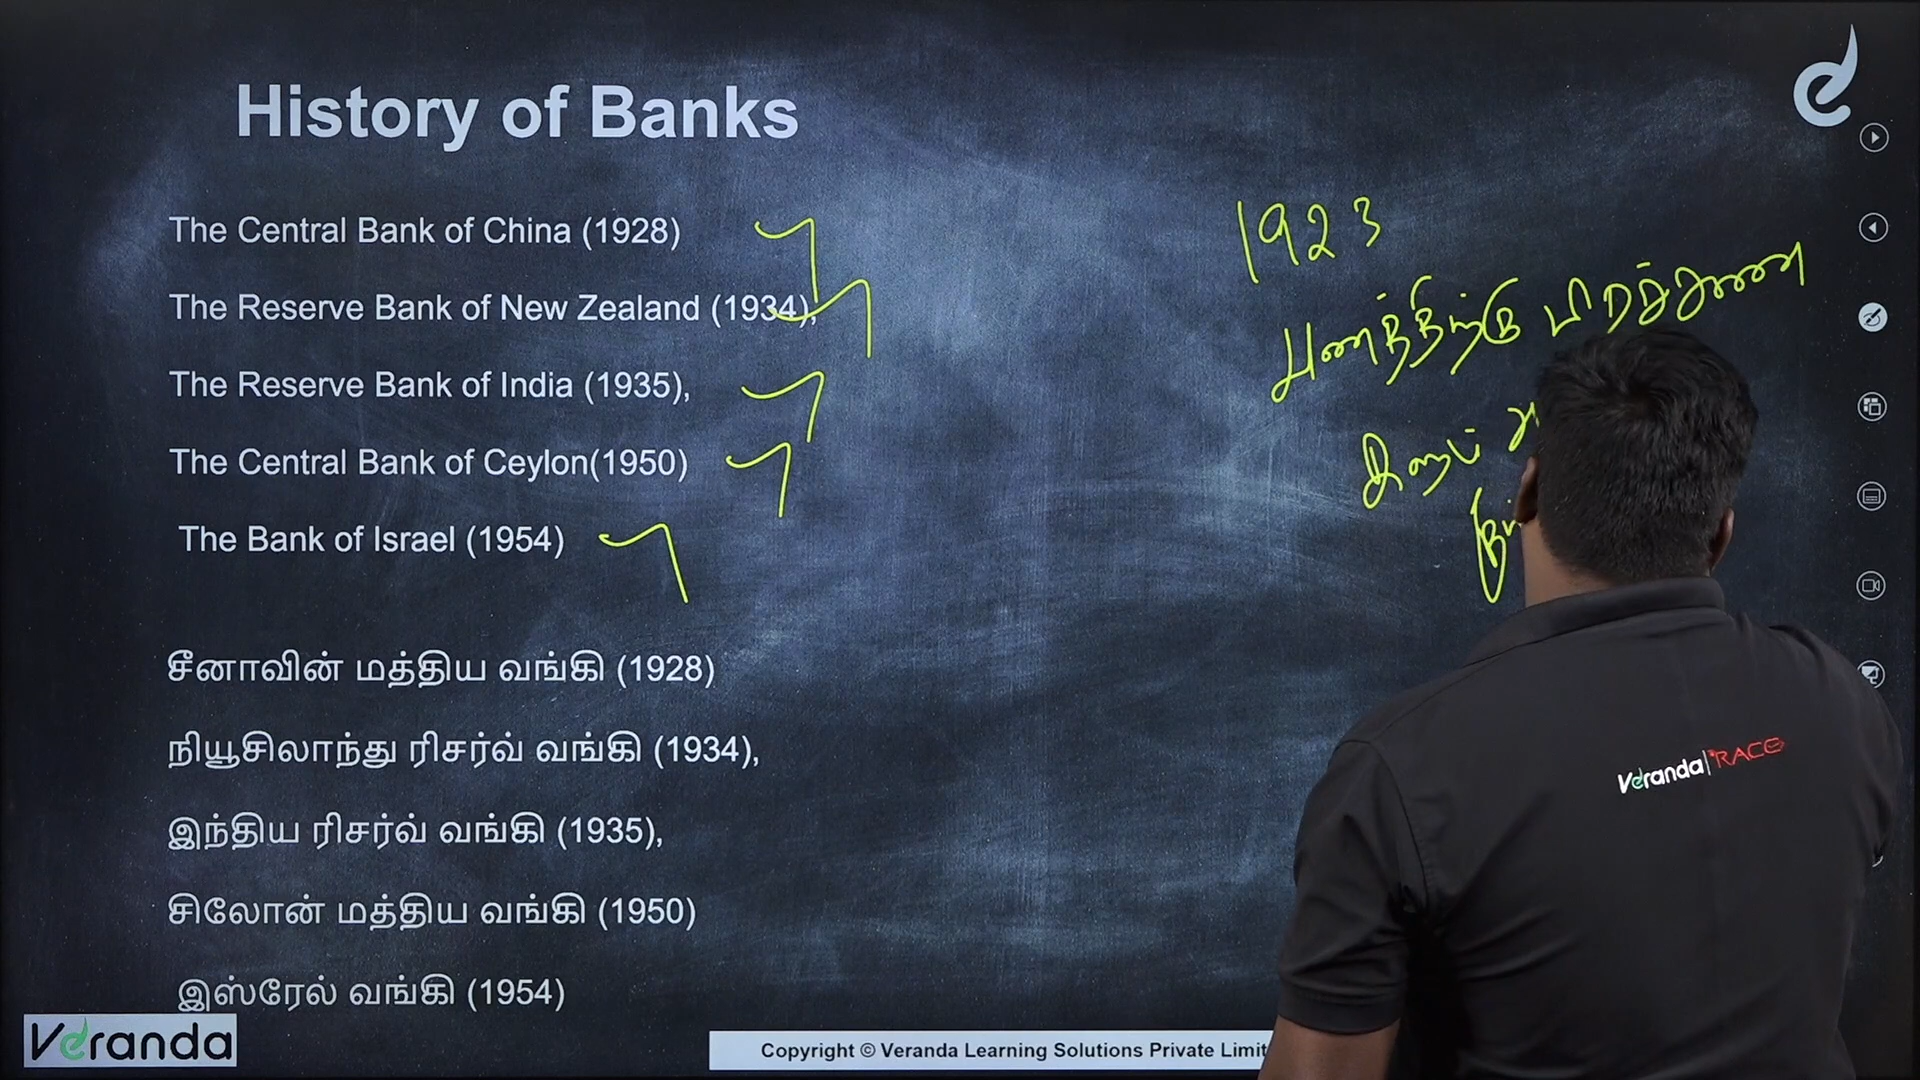 History of Banks
The Central Bank of China (1928)
The Reserve Bank of New Zealand (1934),
The Reserve Bank of India (1935),
The Central Bank of Ceylon(1950)
The Bank of Israel (1954)
சீனாவின் மத்திய வங்கி (1928)
நியூசிலாந்து ரிசர்வ் வங்கி (1934),
இந்திய ரிசர்வ் வங்கி (1935),
சிலோன் மத்திய வங்கி (1950)
இஸ்ரேல் வங்கி (1954)
1923
பிரச்சனை
Veranda RACE
Veranda
Copyright © Veranda Learning Solutions Private